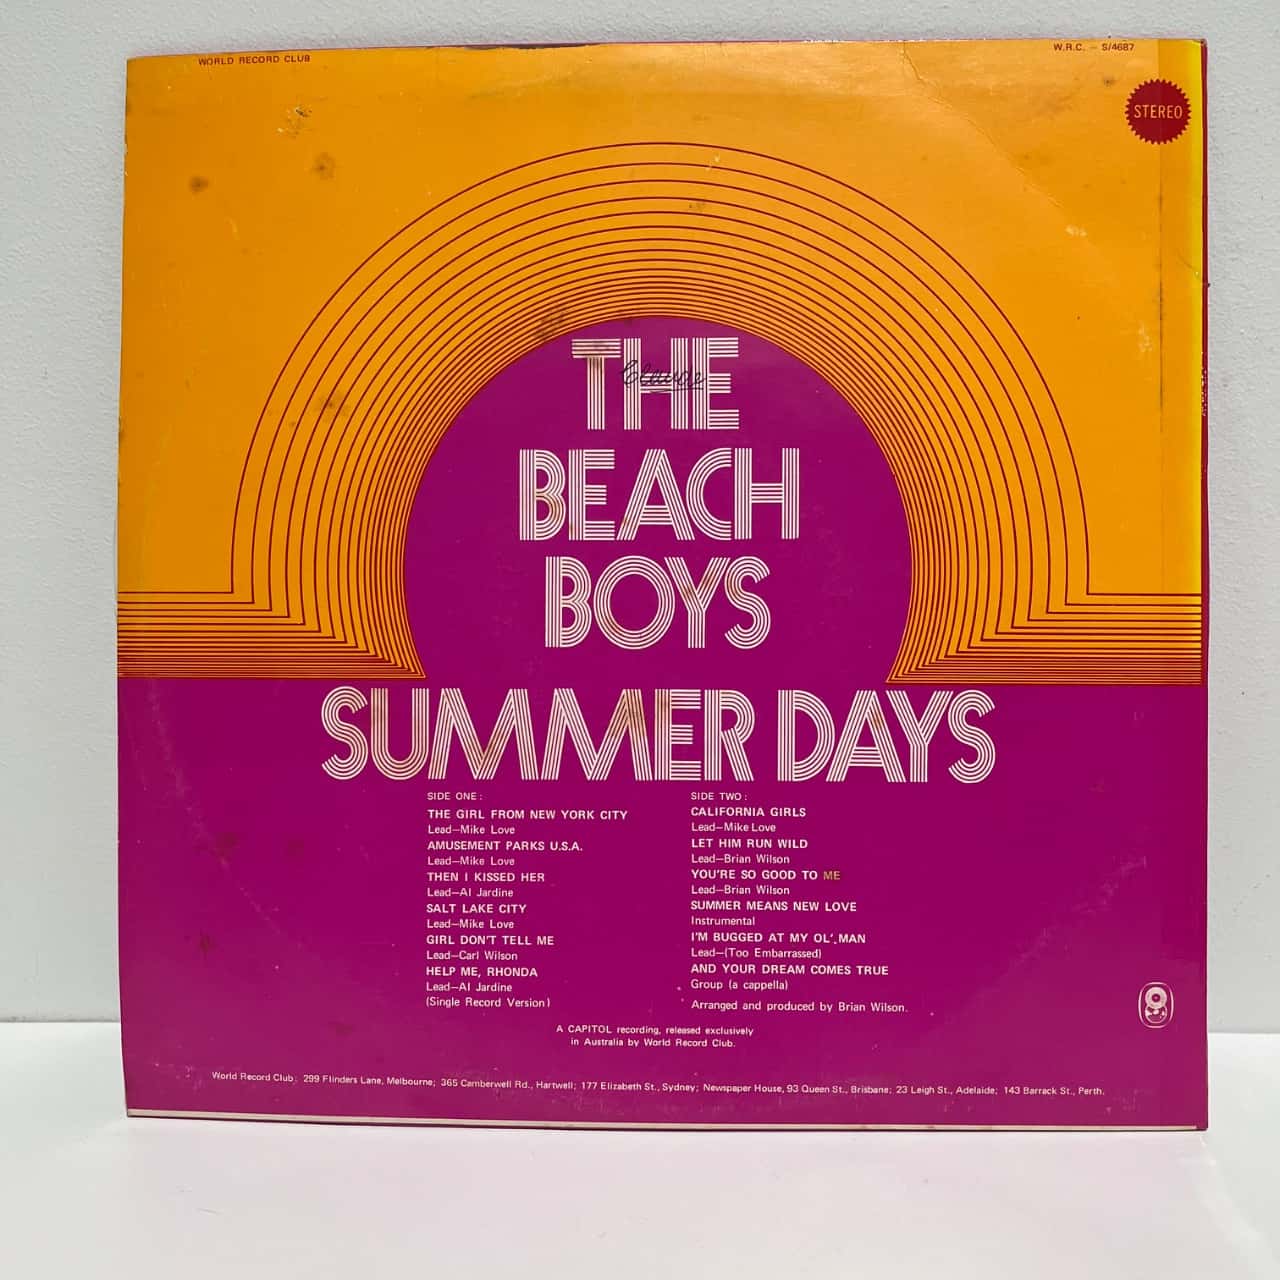 WORLD RECORD CLUB
W.R.C. - S/4687
STEREO
THE
BEACH
BOYS
SUMMER DAYS
SIDE ONE:
THE GIRL FROM NEW YORK CITY
Lead—Mike Love
AMUSEMENT PARKS U.S.A.
Lead—Mike Love
THEN I KISSED HER
Lead—Al Jardine
SALT LAKE CITY
Lead—Mike Love
GIRL DON'T TELL ME
Lead—Carl Wilson
HELP ME, RHONDA
Lead—Al Jardine
(Single Record Version)
SIDE TWO:
CALIFORNIA GIRLS
Lead—Mike Love
LET HIM RUN WILD
Lead—Brian Wilson
YOU'RE SO GOOD TO ME
Lead—Brian Wilson
SUMMER MEANS NEW LOVE
Instrumental
I'M BUGGED AT MY OL' MAN
Lead—(Too Embarrassed)
AND YOUR DREAM COMES TRUE
Group (a cappella)
Arranged and produced by Brian Wilson.
A CAPITOL recording, released exclusively
in Australia by World Record Club.
World Record Club: 299 Flinders Lane, Melbourne; 365 Camberwell Rd., Hartwell; 177 Elizabeth St., Sydney; Newspaper House, 93 Queen St., Brisbane; 23 Leigh St., Adelaide; 143 Barrack St., Perth.